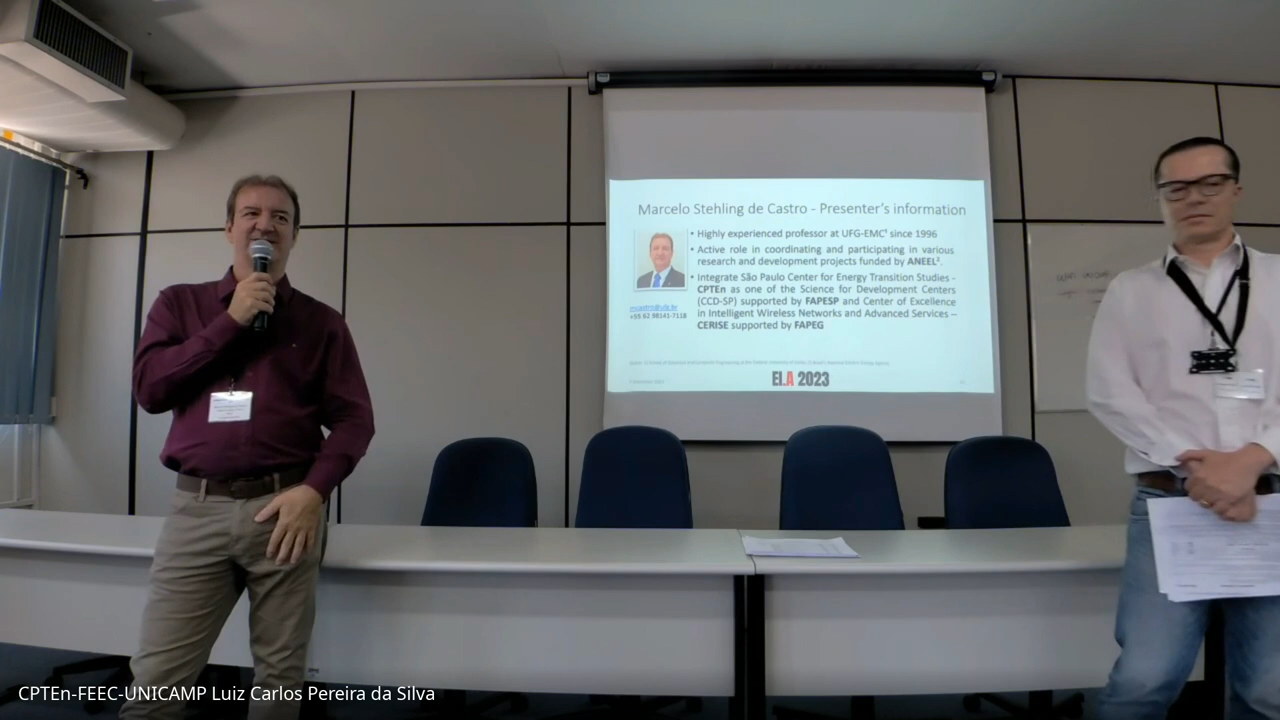 Marcelo Stehling de Castro - Presenter's information
• Highly experienced professor at UFG-EMC¹ since 1996
• Active role in coordinating and participating in various
research and development projects funded by ANEEL².
• Integrate São Paulo Center for Energy Transition Studies -
CPTEn as one of the Science for Development Centers
(CCD-SP) supported by FAPESP and Center of Excellence
in Intelligent Wireless Networks and Advanced Services –
CERISE supported by FAPEG
+55 62 98141-7118
EI.A 2023
CPTEn-FEEC-UNICAMP Luiz Carlos Pereira da Silva